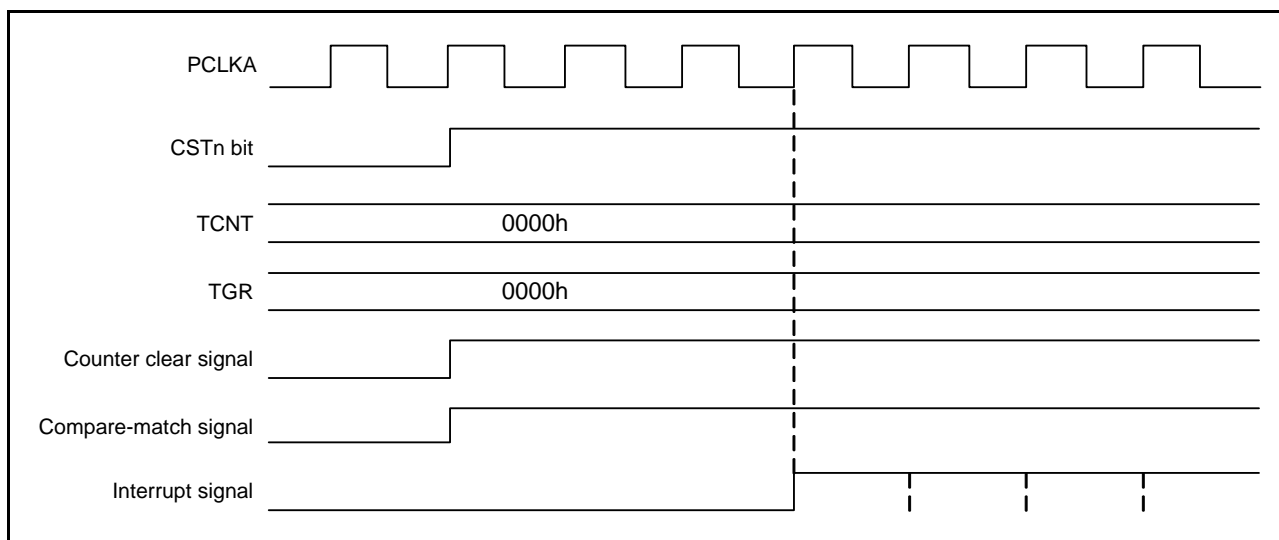 PCLKA
CSTn bit
TCNT 0000h
TGR 0000h
Counter clear signal
Compare-match signal
Interrupt signal